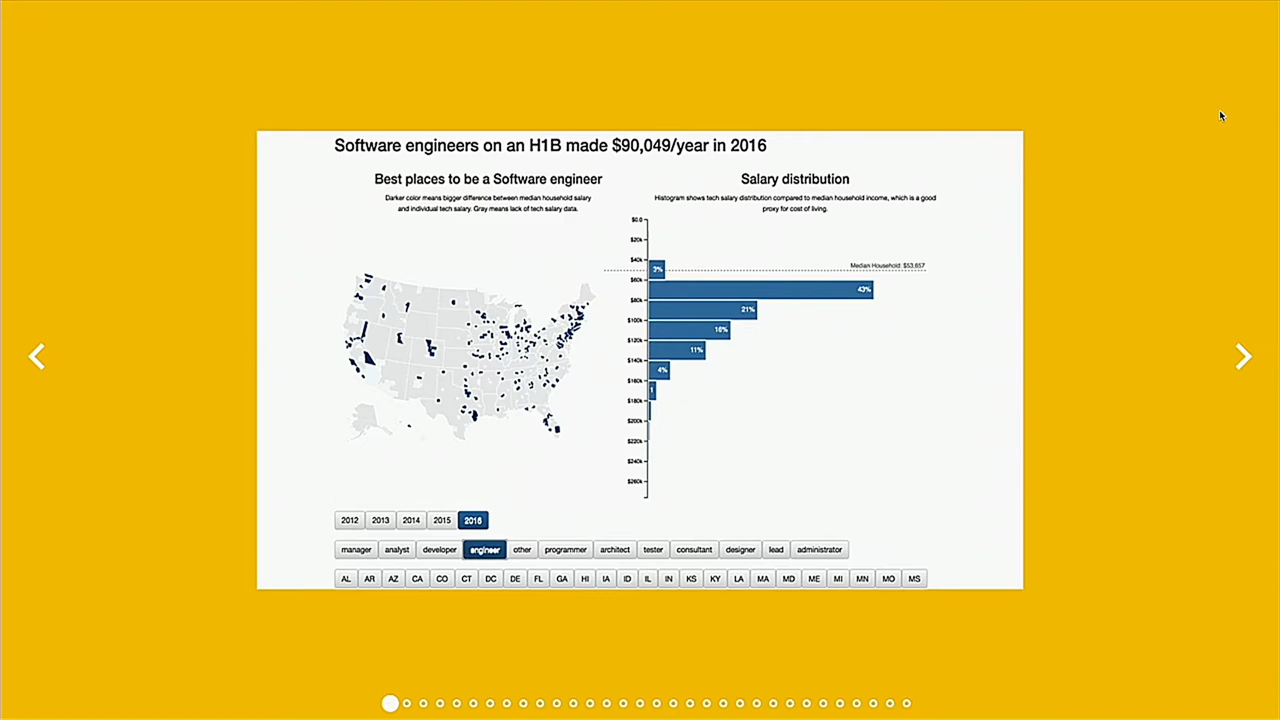 Software engineers on an H1B made $90,049/year in 2016
Best places to be a Software engineer
Darker color means bigger difference between median household salary
and individual tech salary. Gray means lack of tech salary data.
Salary distribution
Histogram shows tech salary distribution compared to median household income, which is a good
proxy for cost of living.
$0.0
$20k
$40k
Median Household: $53,657
3%
$60k
43%
$80k
21%
$100k
16%
$120k
11%
$140k
4%
$160k
1
$180k
$200k
$220k
$240k
$260k
2012 2013 2014 2015 2016
manager analyst developer engineer other programmer architect tester consultant designer lead administrator
AL AR AZ CA CO CT DC DE FL GA HI IA ID IL IN KS KY LA MA MD ME MI MN MO MS